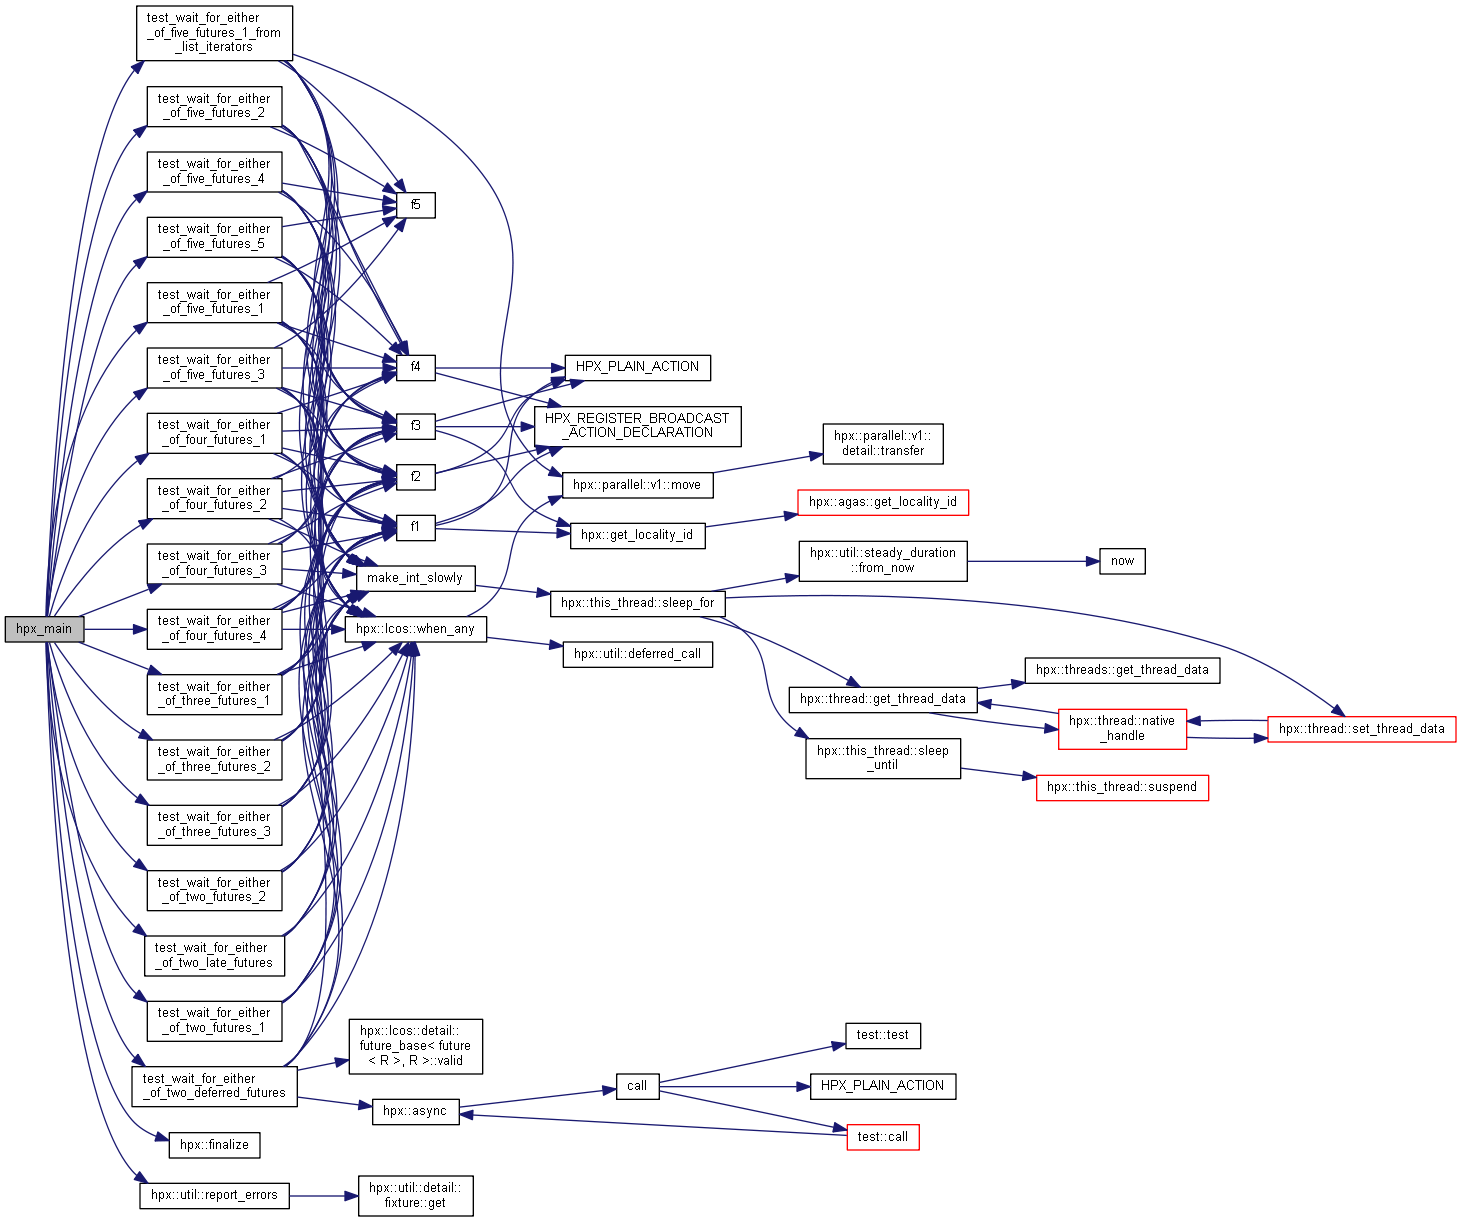 test_wait_for_either
_of_five_futures_1_from
_list_iterators
test_wait_for_either
_of_five_futures_2
test_wait_for_either
_of_five_futures_4
test_wait_for_either
_of_five_futures_5
test_wait_for_either
_of_five_futures_1
test_wait_for_either
_of_five_futures_3
test_wait_for_either
_of_four_futures_1
test_wait_for_either
_of_four_futures_2
test_wait_for_either
_of_four_futures_3
hpx_main
test_wait_for_either
_of_four_futures_4
test_wait_for_either
_of_three_futures_1
test_wait_for_either
_of_three_futures_2
test_wait_for_either
_of_three_futures_3
test_wait_for_either
_of_two_futures_2
test_wait_for_either
_of_two_late_futures
test_wait_for_either
_of_two_futures_1
test_wait_for_either
_of_two_deferred_futures
hpx::finalize
hpx::util::report_errors
f5
f4
f3
f2
f1
make_int_slowly
hpx::lcos::when_any
hpx::lcos::detail::
future_base< future
< R >, R >::valid
hpx::async
hpx::util::detail::
fixture::get
HPX_PLAIN_ACTION
HPX_REGISTER_BROADCAST
_ACTION_DECLARATION
hpx::parallel::v1::move
hpx::get_locality_id
hpx::this_thread::sleep_for
hpx::util::deferred_call
call
hpx::parallel::v1::
detail::transfer
hpx::agas::get_locality_id
hpx::util::steady_duration
::from_now
now
hpx::thread::get_thread_data
hpx::threads::get_thread_data
hpx::thread::native
_handle
hpx::thread::set_thread_data
hpx::this_thread::sleep
_until
hpx::this_thread::suspend
test::test
HPX_PLAIN_ACTION
test::call